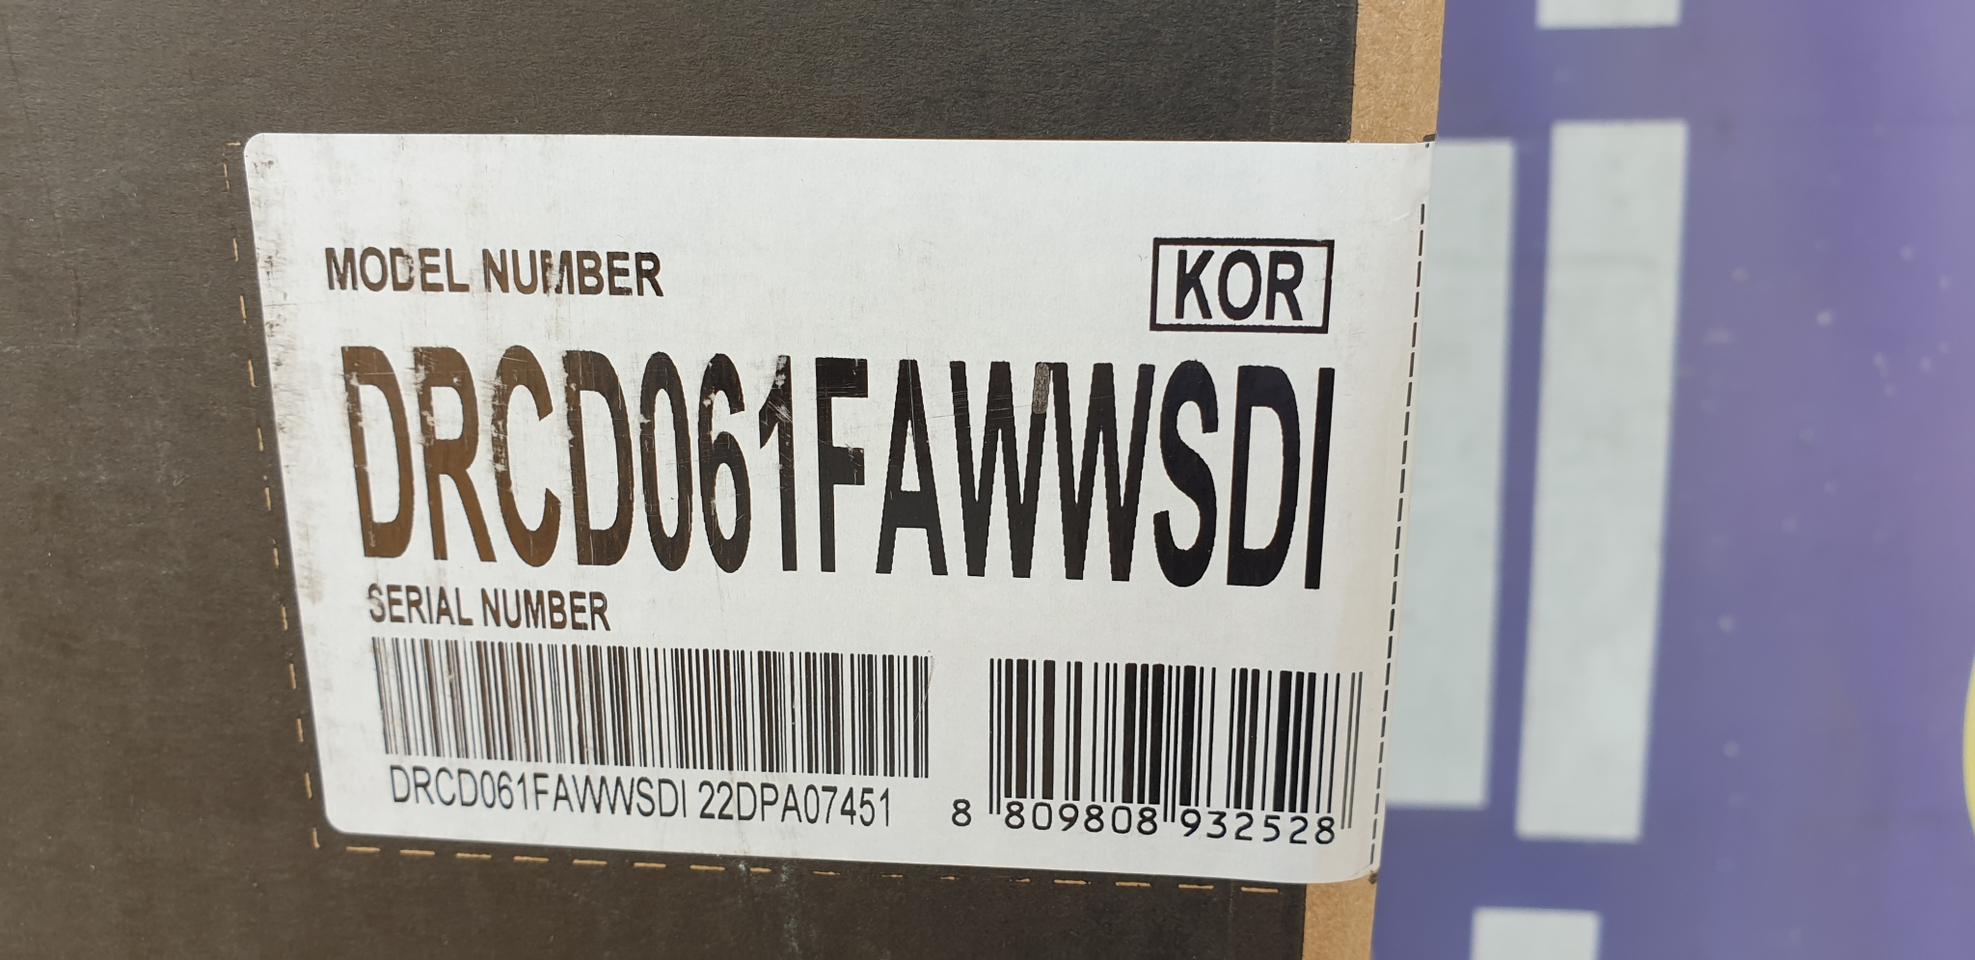 MODEL NUMBER
KOR
DRCD061FAWWSDI
SERIAL NUMBER
DRCD061FAWWSDI 22DPA07451
8 809808 932528